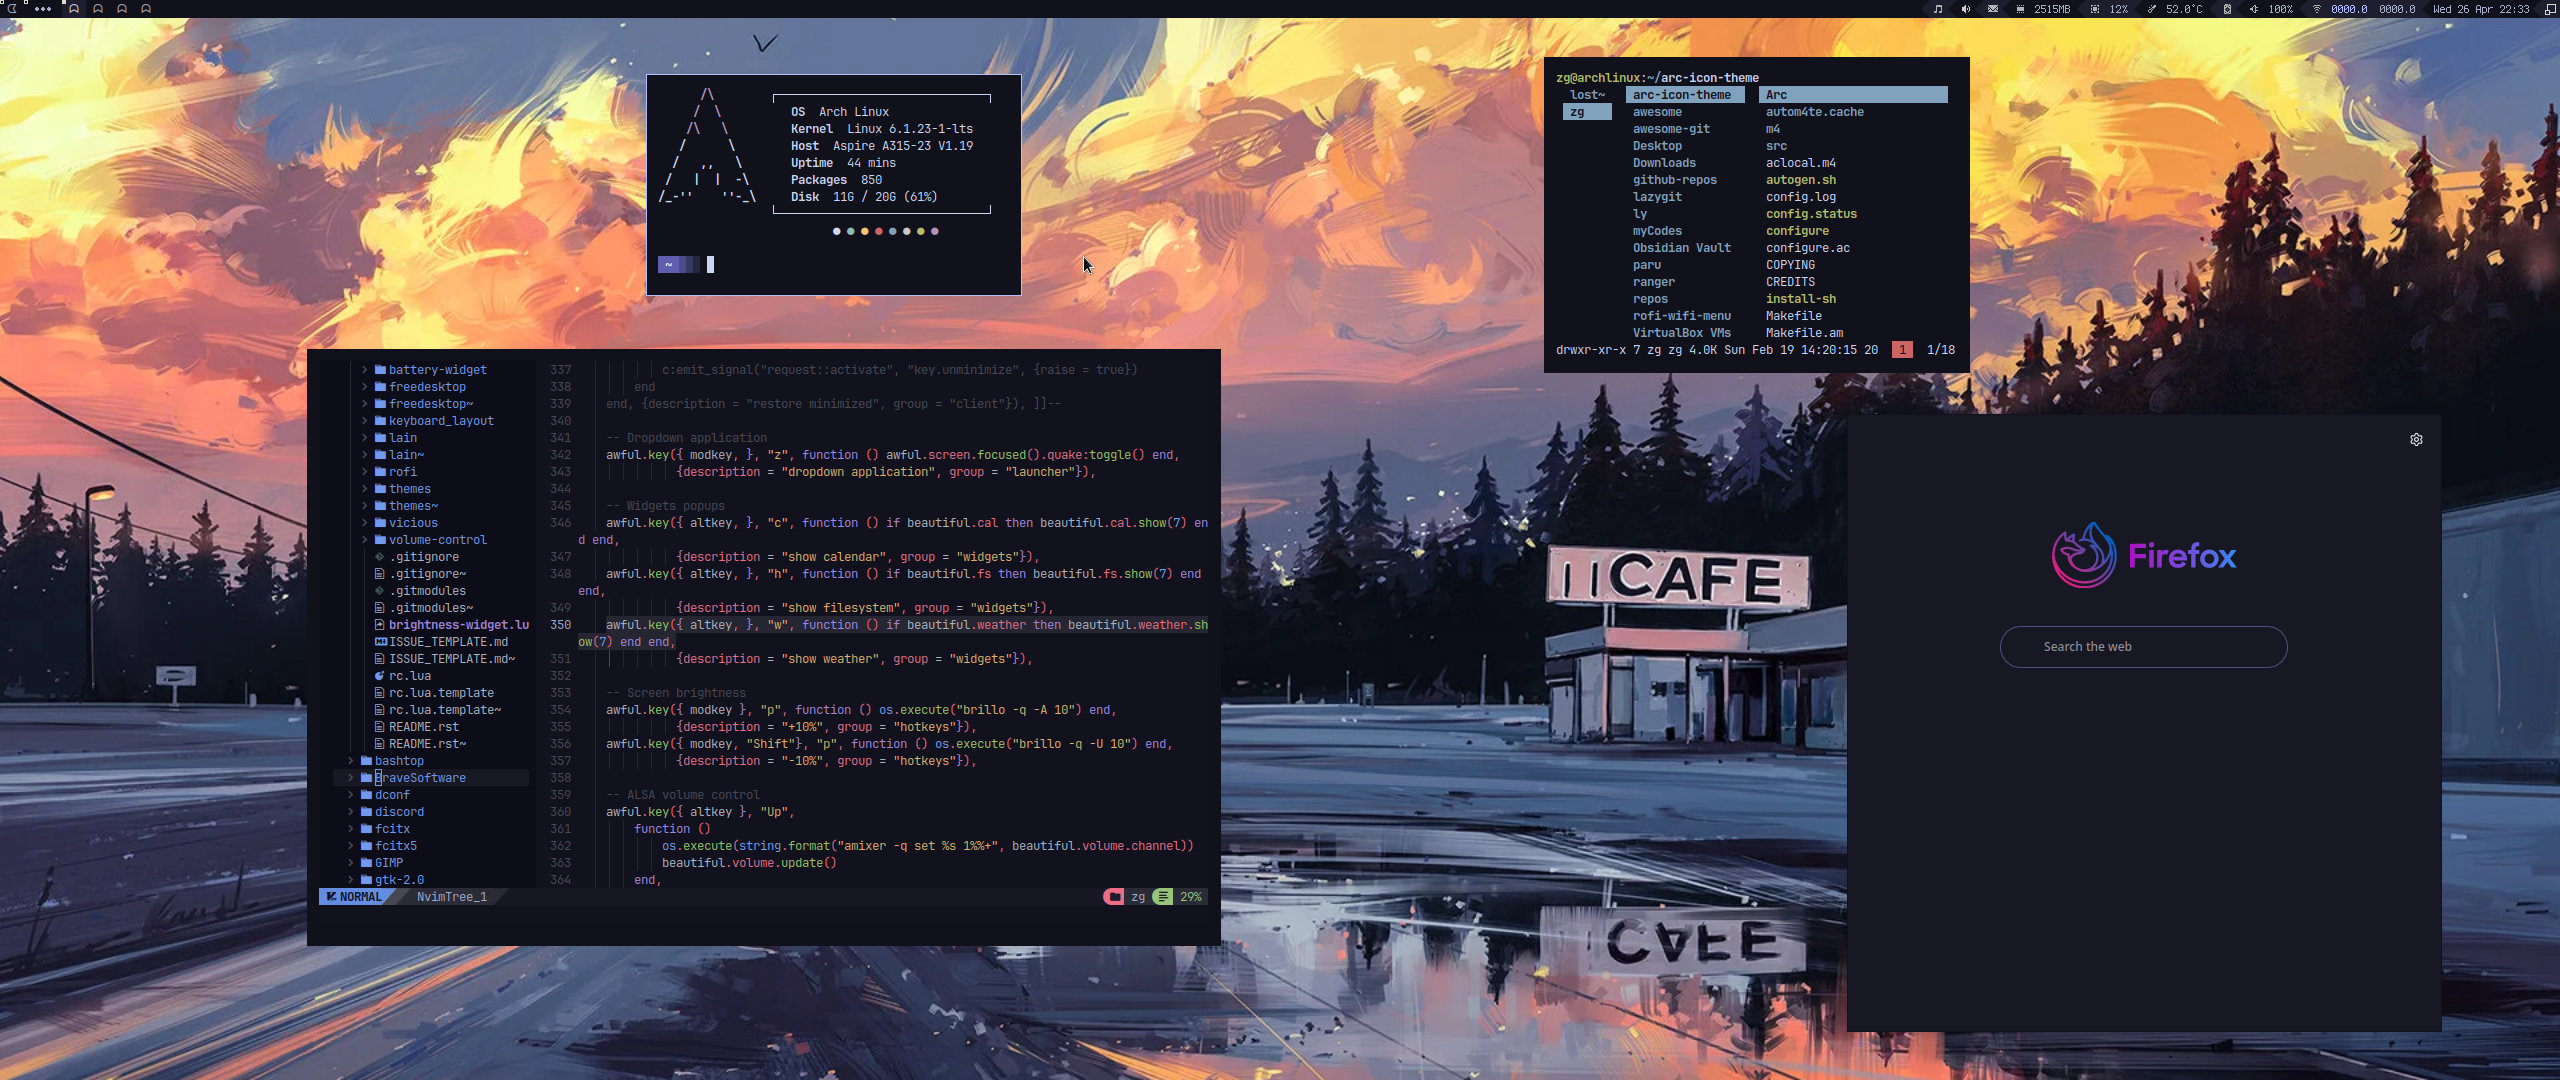 2515MB 12% 52.0°C 100% 0000.0 0000.0 Wed 26 Apr 22:33
OS Arch Linux
Kernel Linux 6.1.23-1-lts
Host Aspire A315-23 V1.19
Uptime 44 mins
Packages 850
Disk 11G / 20G (61%)
~
zg@archlinux:~/arc-icon-theme
lost~ arc-icon-theme Arc
zg awesome autom4te.cache
awesome-git m4
Desktop src
Downloads aclocal.m4
github-repos autogen.sh
lazygit config.log
ly config.status
myCodes configure
Obsidian Vault configure.ac
paru COPYING
ranger CREDITS
repos install-sh
rofi-wifi-menu Makefile
VirtualBox VMs Makefile.am
drwxr-xr-x 7 zg zg 4.0K Sun Feb 19 14:20:15 20 1 1/18
battery-widget
freedesktop
freedesktop~
keyboard_layout
lain
lain~
rofi
themes
themes~
vicious
volume-control
.gitignore
.gitignore~
.gitmodules
.gitmodules~
brightness-widget.lu
ISSUE_TEMPLATE.md
ISSUE_TEMPLATE.md~
rc.lua
rc.lua.template
rc.lua.template~
README.rst
README.rst~
bashtop
BraveSoftware
dconf
discord
fcitx
fcitx5
GIMP
gtk-2.0
337 c:emit_signal("request::activate", "key.unminimize", {raise = true})
338 end
339 end, {description = "restore minimized", group = "client"}), ]]--
340
341 -- Dropdown application
342 awful.key({ modkey, }, "z", function () awful.screen.focused().quake:toggle() end,
343 {description = "dropdown application", group = "launcher"}),
344
345 -- Widgets popups
346 awful.key({ altkey, }, "c", function () if beautiful.cal then beautiful.cal.show(7) en
d end,
347 {description = "show calendar", group = "widgets"}),
348 awful.key({ altkey, }, "h", function () if beautiful.fs then beautiful.fs.show(7) end
end,
349 {description = "show filesystem", group = "widgets"}),
350 awful.key({ altkey, }, "w", function () if beautiful.weather then beautiful.weather.sh
ow(7) end end,
351 {description = "show weather", group = "widgets"}),
352
353 -- Screen brightness
354 awful.key({ modkey }, "p", function () os.execute("brillo -q -A 10") end,
355 {description = "+10%", group = "hotkeys"}),
356 awful.key({ modkey, "Shift"}, "p", function () os.execute("brillo -q -U 10") end,
357 {description = "-10%", group = "hotkeys"}),
358
359 -- ALSA volume control
360 awful.key({ altkey }, "Up",
361 function ()
362 os.execute(string.format("amixer -q set %s 1%%+", beautiful.volume.channel))
363 beautiful.volume.update()
364 end,
NORMAL NvimTree_1 zg 29%
Firefox
Search the web
CAFE
CAFE